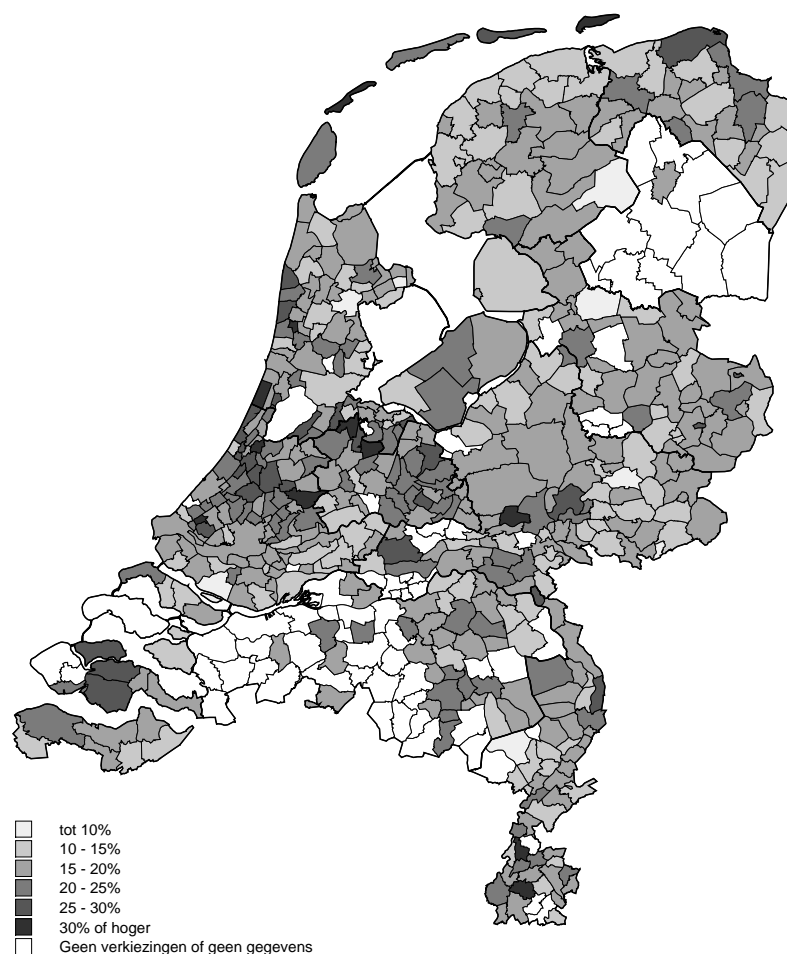 tot 10%
10 - 15%
15 - 20%
20 - 25%
25 - 30%
30% of hoger
Geen verkiezingen of geen gegevens